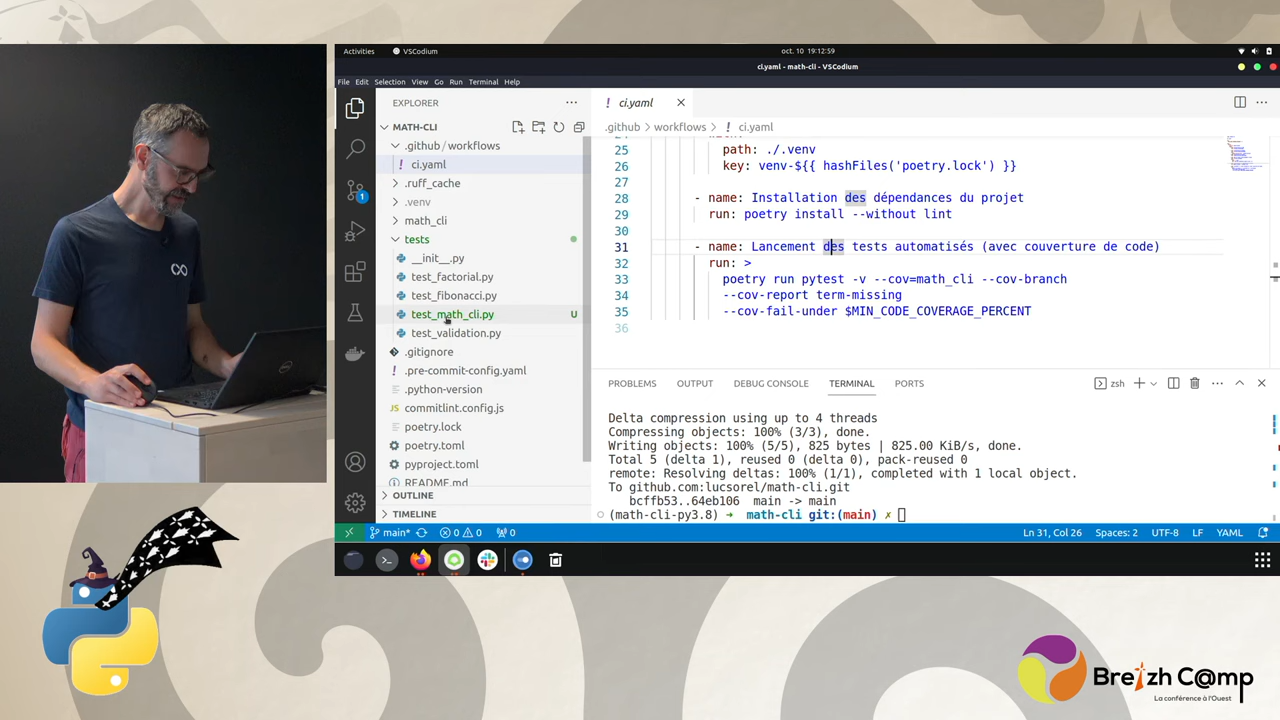 Activities
VSCodium
oct. 10 19:12:59
ci.yaml - math-cli - VSCodium
File Edit Selection View Go Run Terminal Help
EXPLORER
MATH-CLI
.github / workflows
ci.yaml
.ruff_cache
.venv
math_cli
tests
__init__.py
test_factorial.py
test_fibonacci.py
test_math_cli.py U
test_validation.py
.gitignore
.pre-commit-config.yaml
.python-version
commitlint.config.js
poetry.lock
poetry.toml
pyproject.toml
README.md
OUTLINE
TIMELINE
1
ci.yaml
.github > workflows > ci.yaml
25 path: ./.venv
26 key: venv-${{ hashFiles('poetry.lock') }}
27
28 - name: Installation des dépendances du projet
29 run: poetry install --without lint
30
31 - name: Lancement des tests automatisés (avec couverture de code)
32 run: >
33 poetry run pytest -v --cov=math_cli --cov-branch
34 --cov-report term-missing
35 --cov-fail-under $MIN_CODE_COVERAGE_PERCENT
36
PROBLEMS OUTPUT DEBUG CONSOLE TERMINAL PORTS
zsh
Delta compression using up to 4 threads
Compressing objects: 100% (3/3), done.
Writing objects: 100% (5/5), 825 bytes | 825.00 KiB/s, done.
Total 5 (delta 1), reused 0 (delta 0), pack-reused 0
remote: Resolving deltas: 100% (1/1), completed with 1 local object.
To github.com:lucsorel/math-cli.git
bcffb53..64eb106 main -> main
(math-cli-py3.8) ➜ math-cli git:(main) ✗
main* 0 0 0
Ln 31, Col 26 Spaces: 2 UTF-8 LF YAML
Breizh C@mp
La conférence à l'Ouest